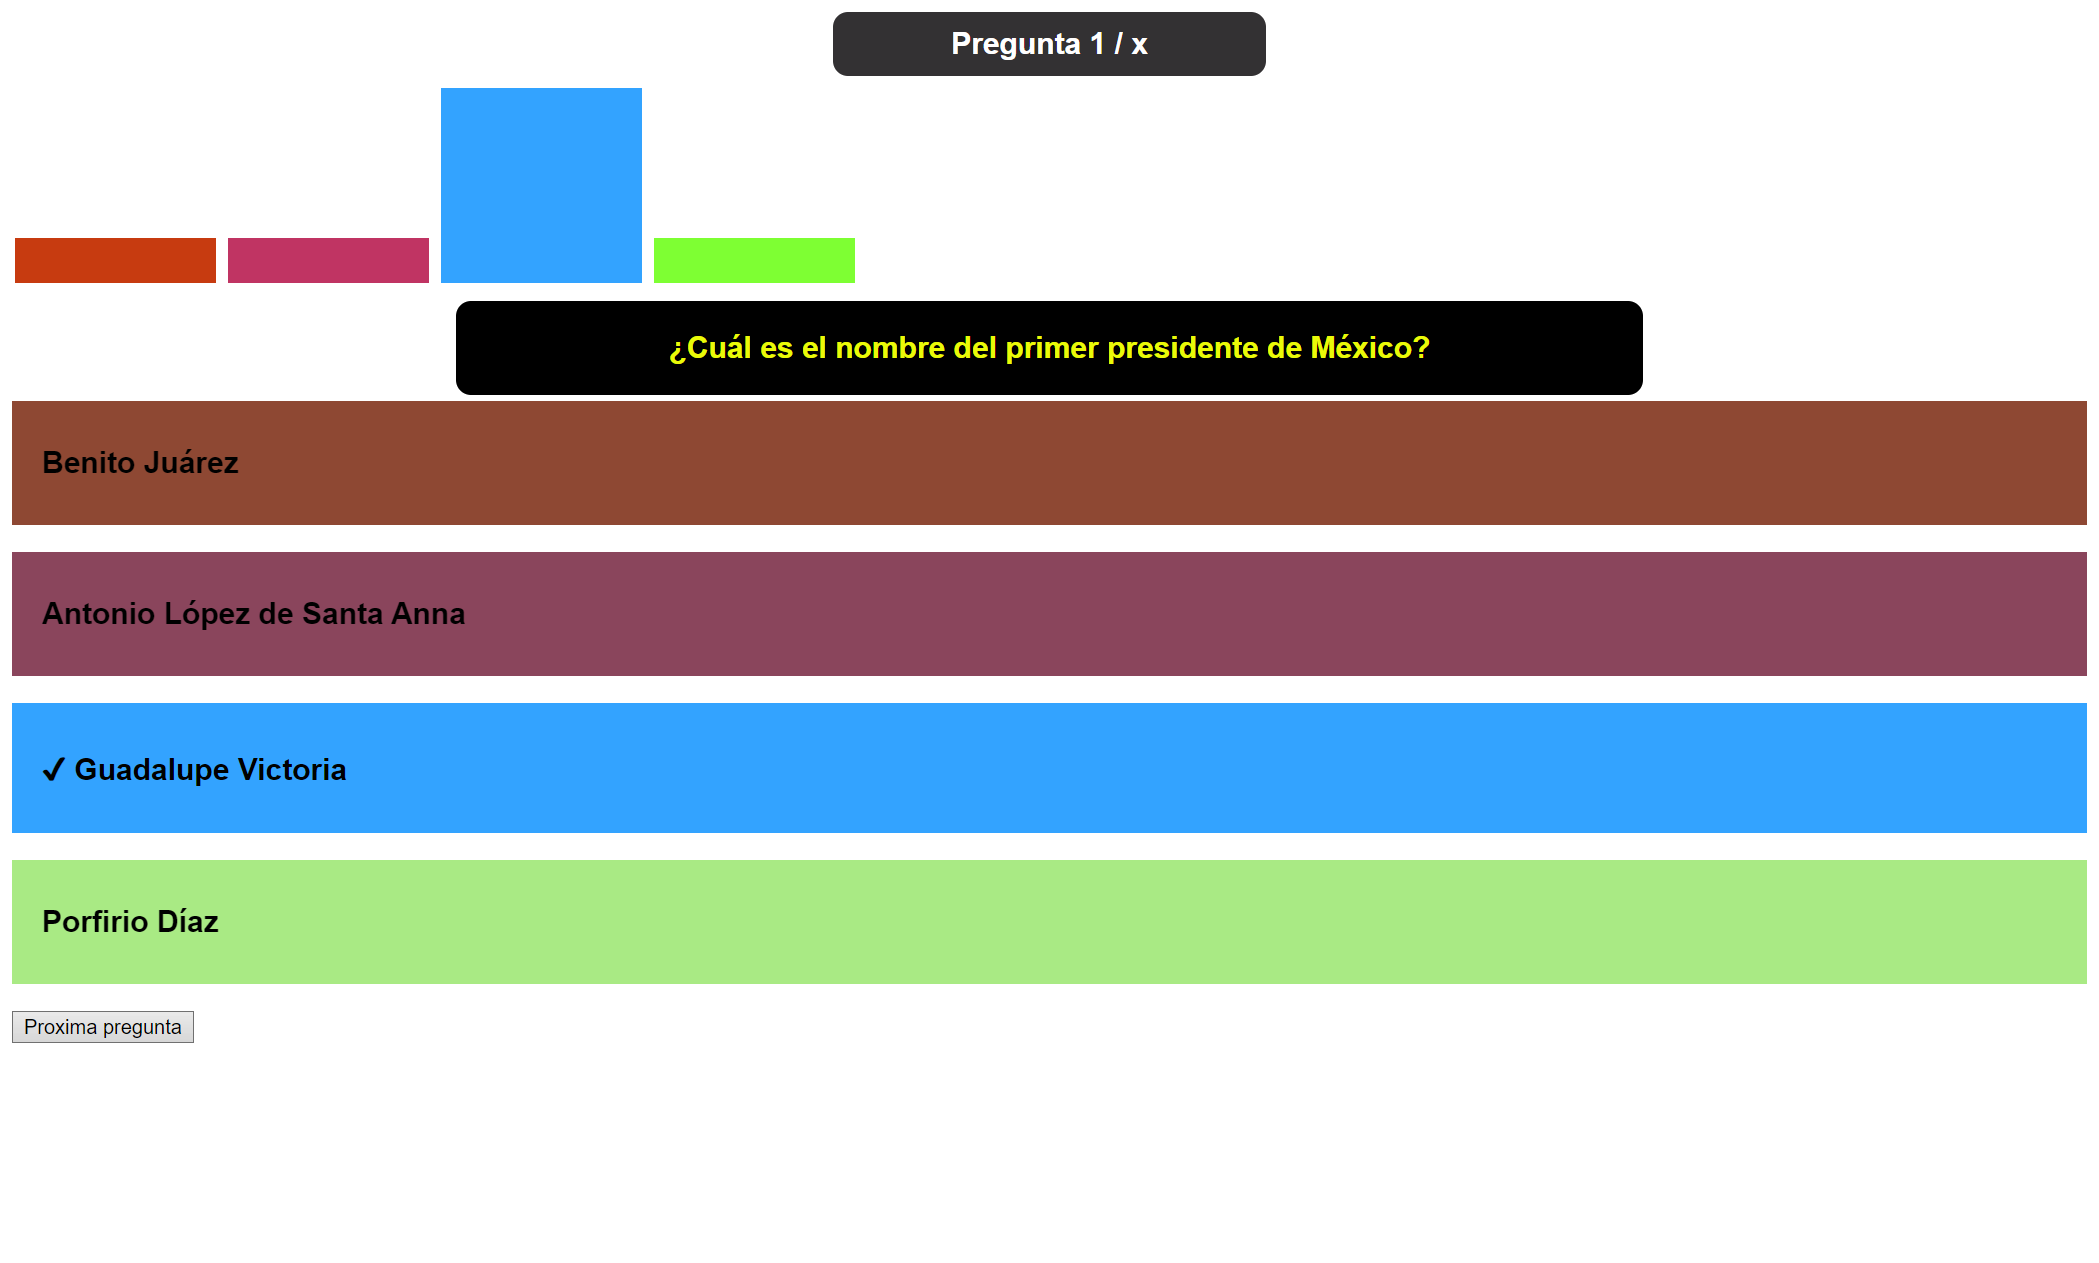 Pregunta 1 / x
¿Cuál es el nombre del primer presidente de México?
Benito Juárez
Antonio López de Santa Anna
✔ Guadalupe Victoria
Porfirio Díaz
Proxima pregunta